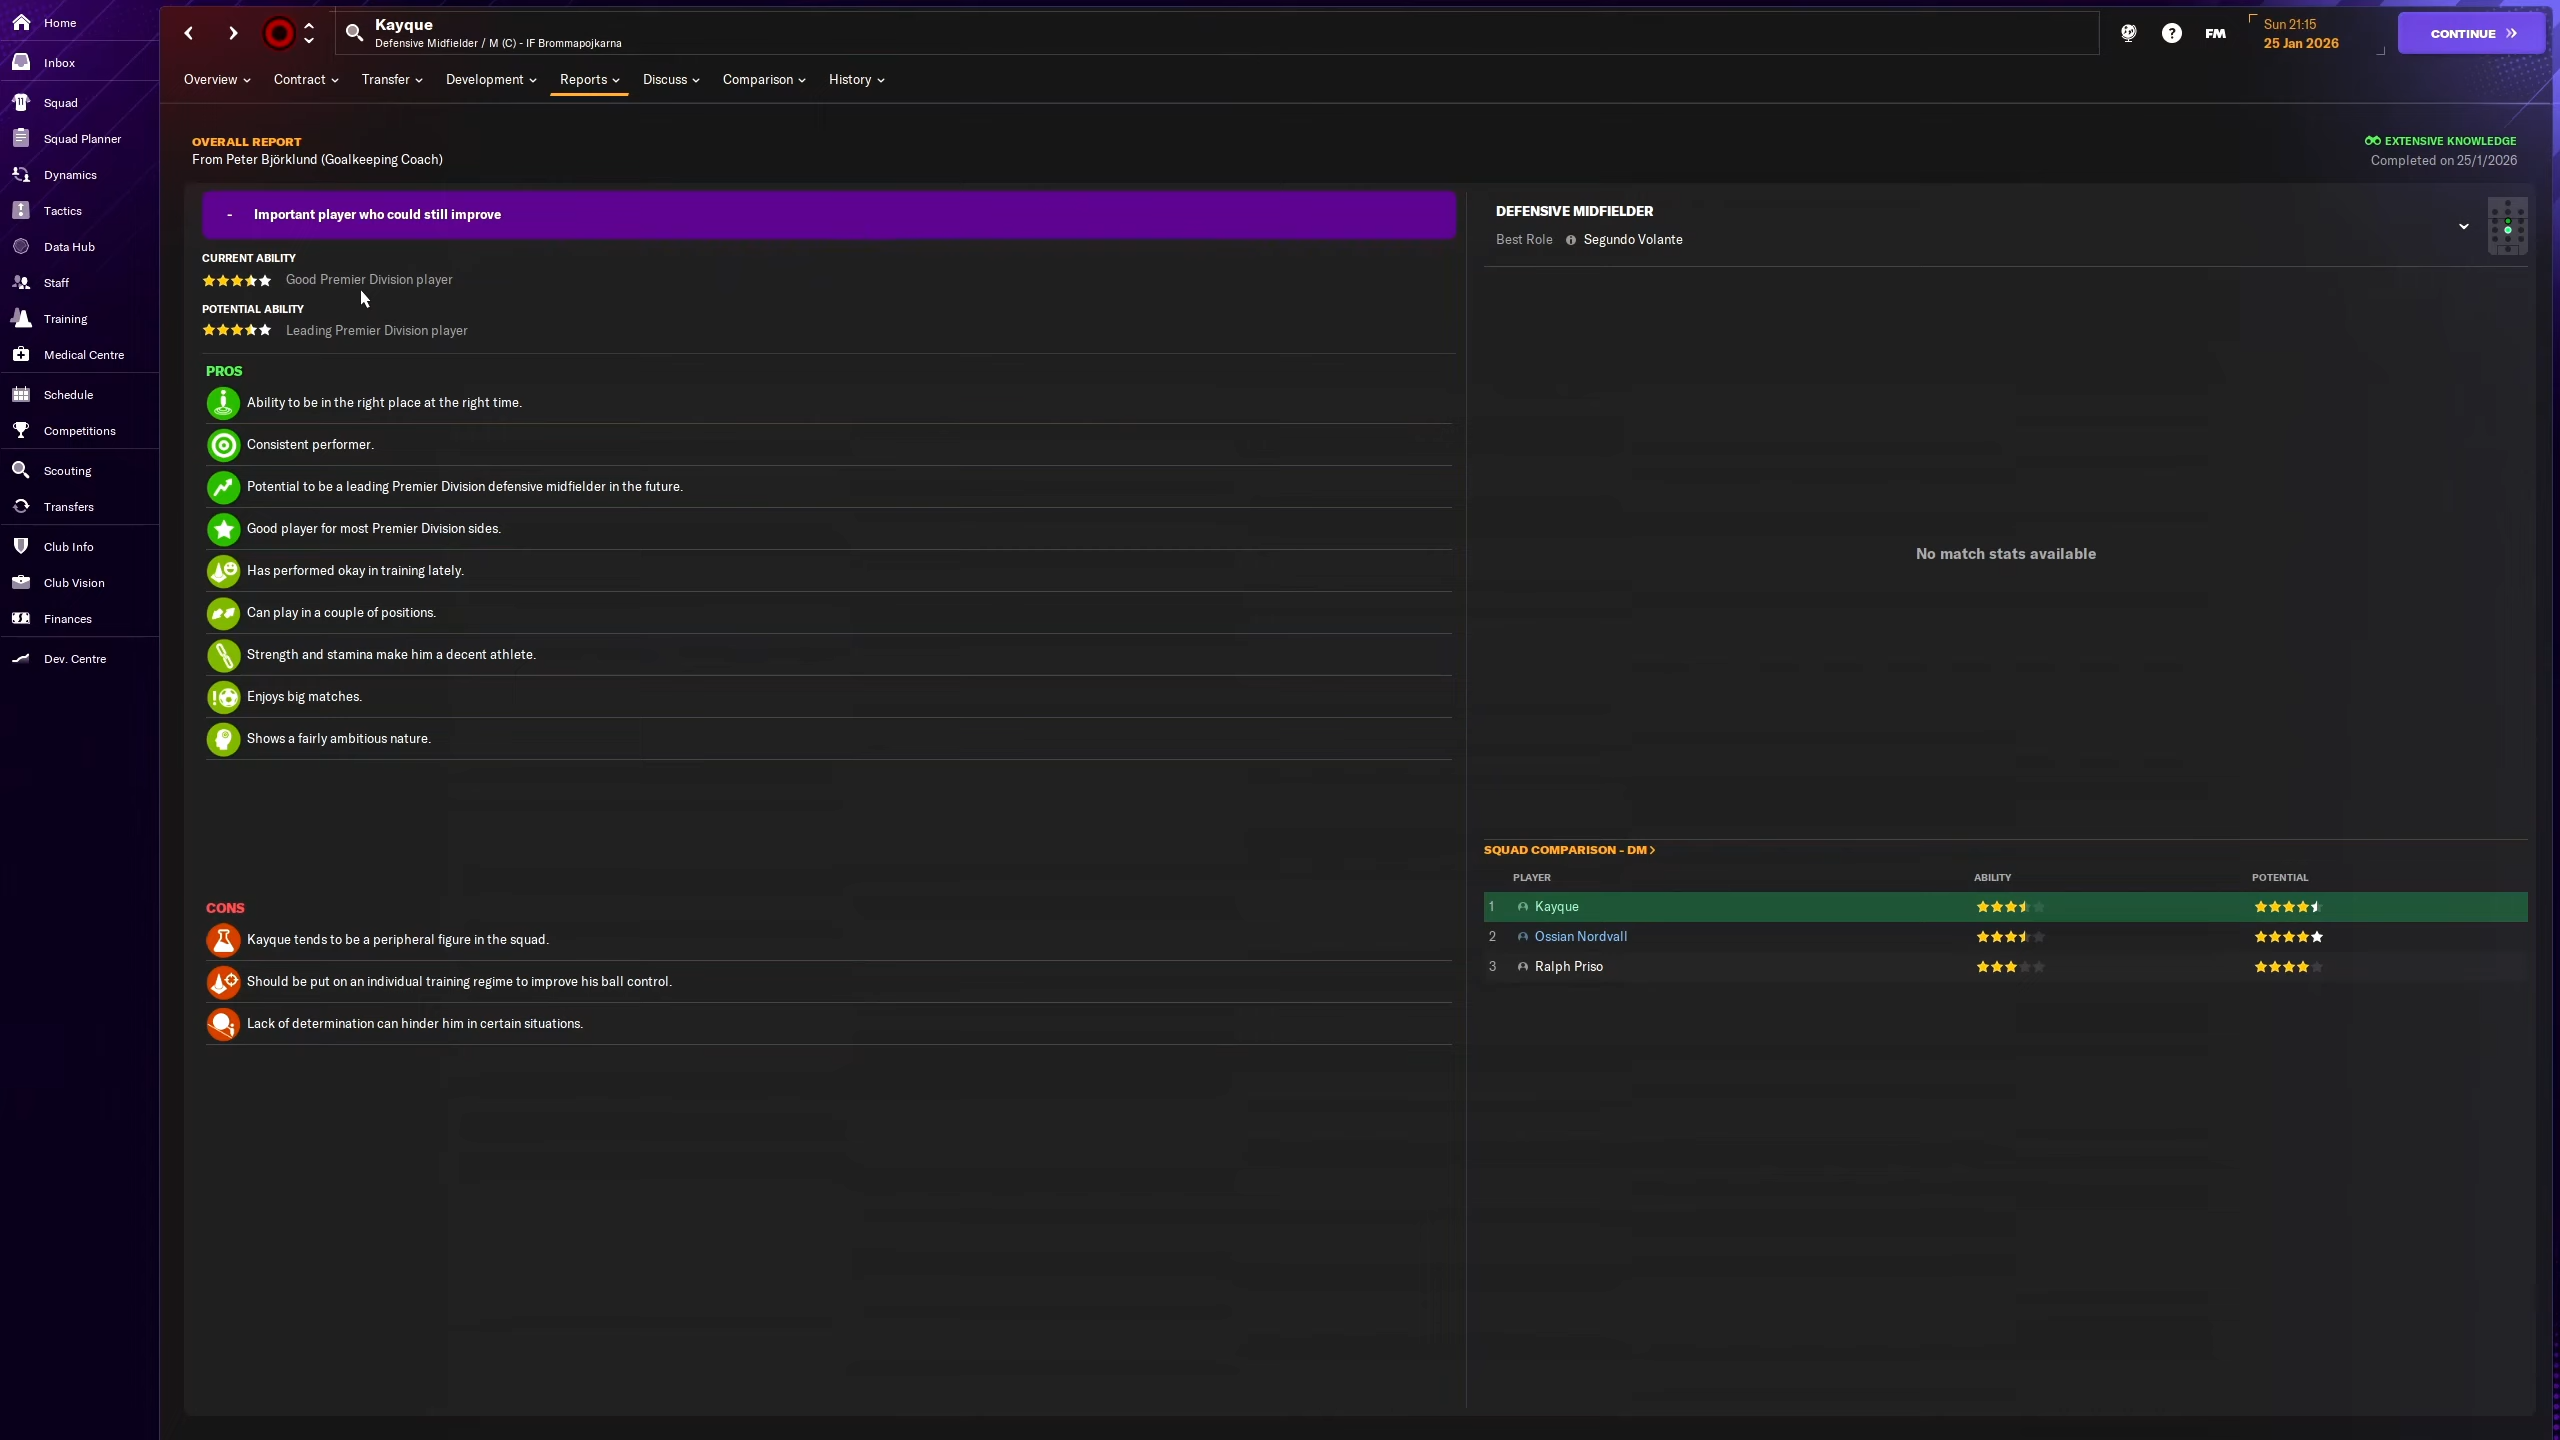 Home
Inbox
Squad
Squad Planner
Dynamics
Tactics
Data Hub
Staff
Training
Medical Centre
Schedule
Competitions
Scouting
Transfers
Club Info
Club Vision
Finances
Dev. Centre
Kayque
Defensive Midfielder / M (C) - IF Brommapojkarna
FM
Sun 21:15
25 Jan 2026
CONTINUE
Overview
Contract
Transfer
Development
Reports
Discuss
Comparison
History
OVERALL REPORT
From Peter Björklund (Goalkeeping Coach)
EXTENSIVE KNOWLEDGE
Completed on 25/1/2026
- Important player who could still improve
CURRENT ABILITY
Good Premier Division player
POTENTIAL ABILITY
Leading Premier Division player
PROS
Ability to be in the right place at the right time.
Consistent performer.
Potential to be a leading Premier Division defensive midfielder in the future.
Good player for most Premier Division sides.
Has performed okay in training lately.
Can play in a couple of positions.
Strength and stamina make him a decent athlete.
Enjoys big matches.
Shows a fairly ambitious nature.
CONS
Kayque tends to be a peripheral figure in the squad.
Should be put on an individual training regime to improve his ball control.
Lack of determination can hinder him in certain situations.
DEFENSIVE MIDFIELDER
Best Role Segundo Volante
No match stats available
SQUAD COMPARISON - DM >
PLAYER ABILITY POTENTIAL
1 Kayque
2 Ossian Nordvall
3 Ralph Priso